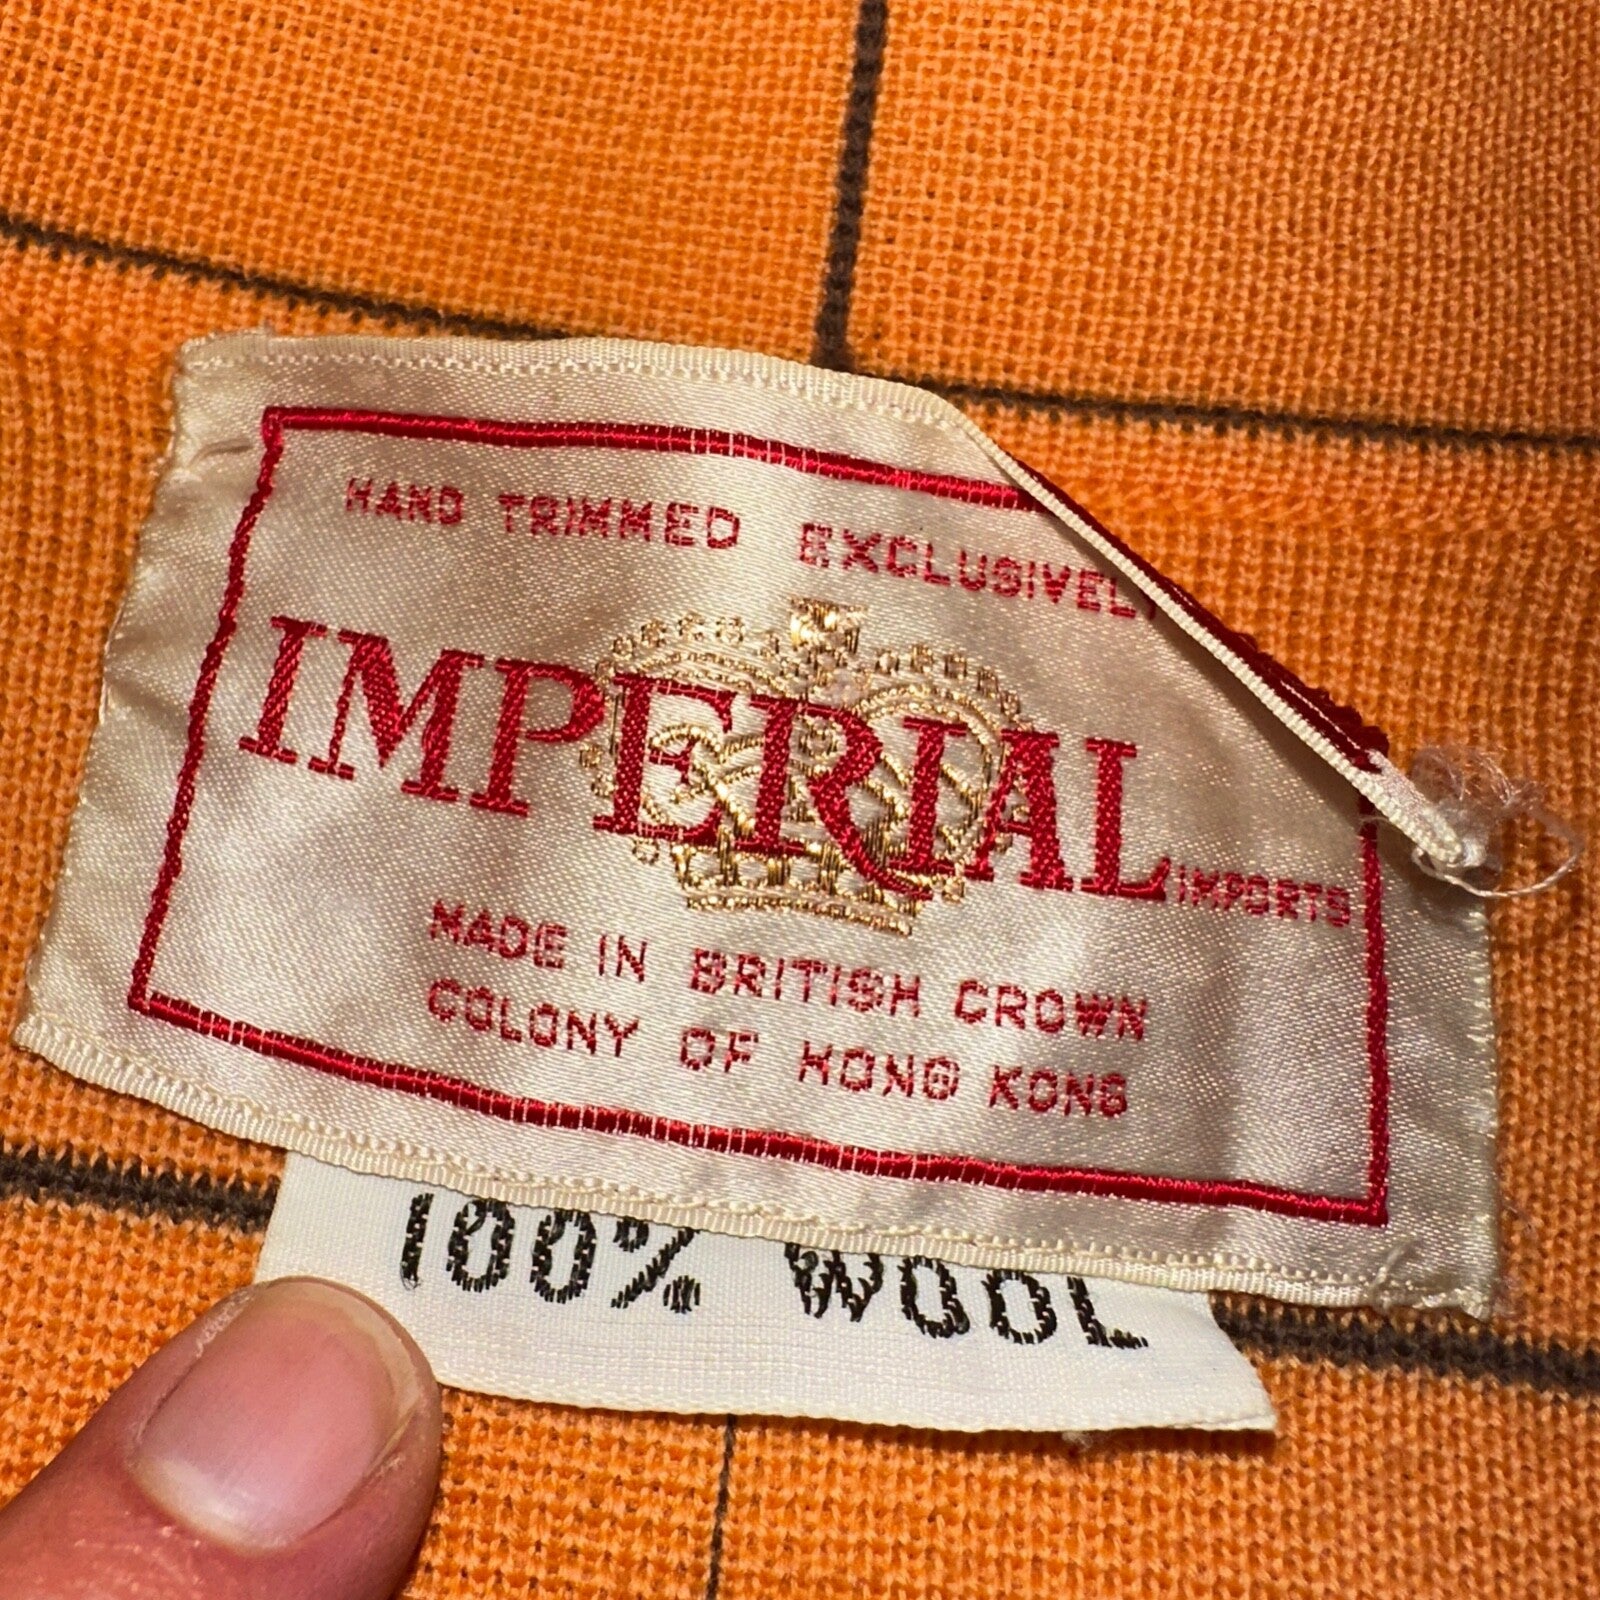 HAND TRIMMED EXCLUSIVELY
IMPERIAL IMPORTS
MADE IN BRITISH CROWN
COLONY OF HONG KONG
100% WOOL